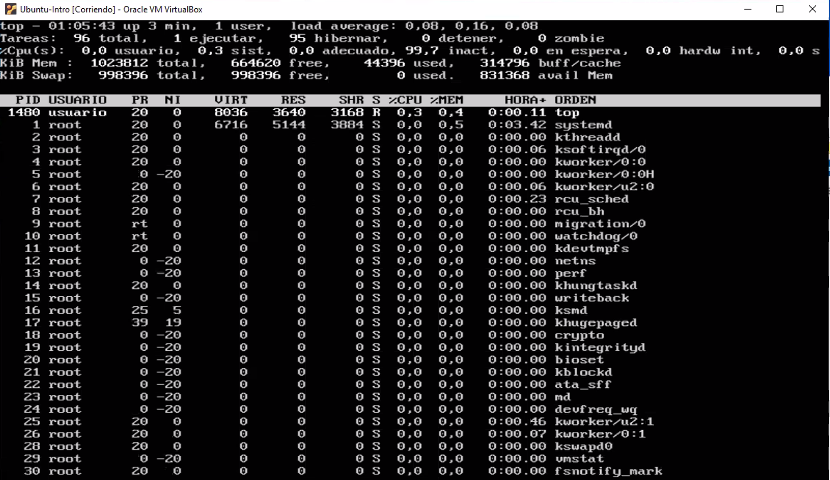 Ubuntu-Intro [Corriendo] - Oracle VM VirtualBox
top - 01:05:43 up 3 min, 1 user, load average: 0,08, 0,16, 0,08
Tareas: 96 total, 1 ejecutar, 95 hibernar, 0 detener, 0 zombie
%Cpu(s): 0,0 usuario, 0,3 sist, 0,0 adecuado, 99,7 inact, 0,0 en espera, 0,0 hardw int, 0,0 s
KiB Mem : 1023812 total, 664620 free, 44396 used, 314796 buff/cache
KiB Swap: 998396 total, 998396 free, 0 used. 831368 avail Mem
PID USUARIO PR NI VIRT RES SHR S %CPU %MEM HORA+ ORDEN
1480 usuario 20 0 8036 3640 3168 R 0,3 0,4 0:00.11 top
1 root 20 0 6716 5144 3884 S 0,0 0,5 0:03.42 systemd
2 root 20 0 0 0 0 S 0,0 0,0 0:00.00 kthreadd
3 root 20 0 0 0 0 S 0,0 0,0 0:00.06 ksoftirqd/0
4 root 20 0 0 0 0 S 0,0 0,0 0:00.00 kworker/0:0
5 root 0 -20 0 0 0 S 0,0 0,0 0:00.00 kworker/0:0H
6 root 20 0 0 0 0 S 0,0 0,0 0:00.06 kworker/u2:0
7 root 20 0 0 0 0 S 0,0 0,0 0:00.23 rcu_sched
8 root 20 0 0 0 0 S 0,0 0,0 0:00.00 rcu_bh
9 root rt 0 0 0 0 S 0,0 0,0 0:00.00 migration/0
10 root rt 0 0 0 0 S 0,0 0,0 0:00.00 watchdog/0
11 root 20 0 0 0 0 S 0,0 0,0 0:00.00 kdevtmpfs
12 root 0 -20 0 0 0 S 0,0 0,0 0:00.00 netns
13 root 0 -20 0 0 0 S 0,0 0,0 0:00.00 perf
14 root 20 0 0 0 0 S 0,0 0,0 0:00.00 khungtaskd
15 root 0 -20 0 0 0 S 0,0 0,0 0:00.00 writeback
16 root 25 5 0 0 0 S 0,0 0,0 0:00.00 ksmd
17 root 39 19 0 0 0 S 0,0 0,0 0:00.00 khugepaged
18 root 0 -20 0 0 0 S 0,0 0,0 0:00.00 crypto
19 root 0 -20 0 0 0 S 0,0 0,0 0:00.00 kintegrityd
20 root 0 -20 0 0 0 S 0,0 0,0 0:00.00 bioset
21 root 0 -20 0 0 0 S 0,0 0,0 0:00.00 kblockd
22 root 0 -20 0 0 0 S 0,0 0,0 0:00.00 ata_sff
23 root 0 -20 0 0 0 S 0,0 0,0 0:00.00 md
24 root 0 -20 0 0 0 S 0,0 0,0 0:00.00 devfreq_wq
25 root 20 0 0 0 0 S 0,0 0,0 0:00.46 kworker/u2:1
26 root 20 0 0 0 0 S 0,0 0,0 0:00.07 kworker/0:1
28 root 20 0 0 0 0 S 0,0 0,0 0:00.00 kswapd0
29 root 0 -20 0 0 0 S 0,0 0,0 0:00.00 vmstat
30 root 20 0 0 0 0 S 0,0 0,0 0:00.00 fsnotify_mark